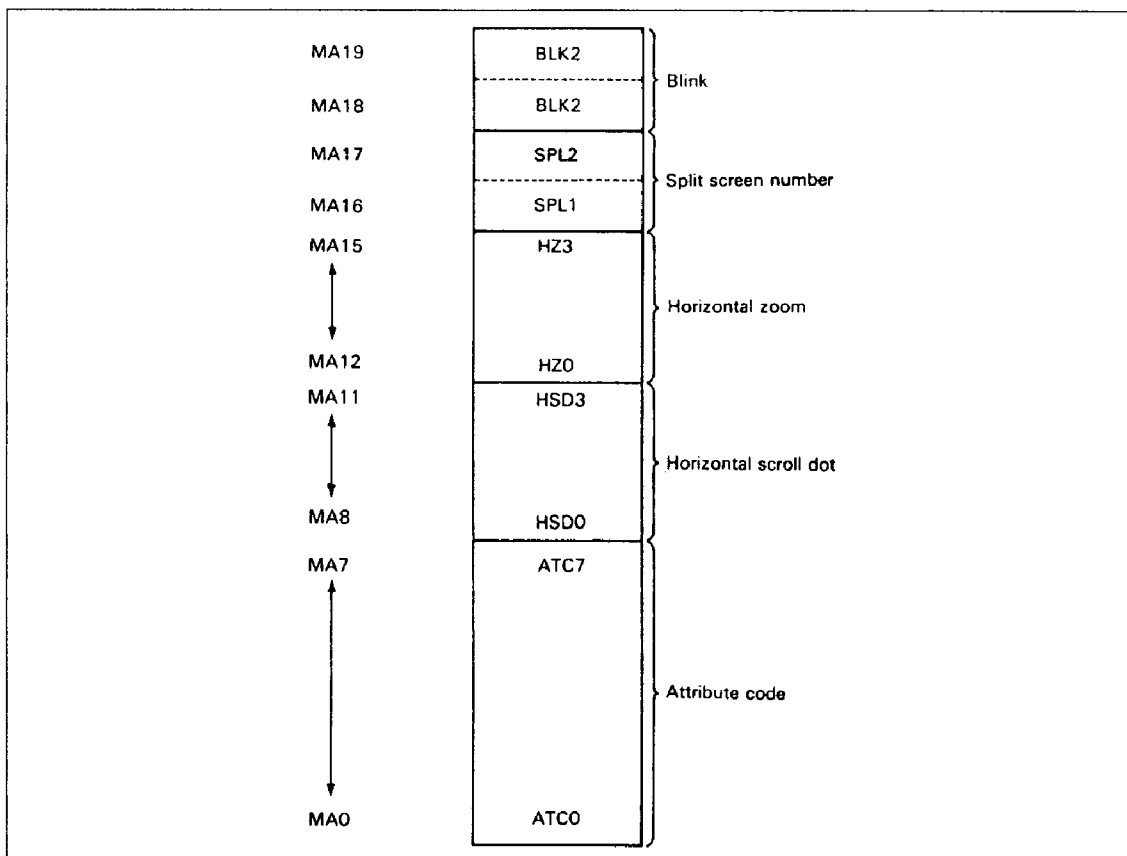 MA19 BLK2
Blink
MA18 BLK2
MA17 SPL2
Split screen number
MA16 SPL1
MA15 HZ3
Horizontal zoom
MA12 HZ0
MA11 HSD3
Horizontal scroll dot
MA8 HSD0
MA7 ATC7
Attribute code
MA0 ATC0